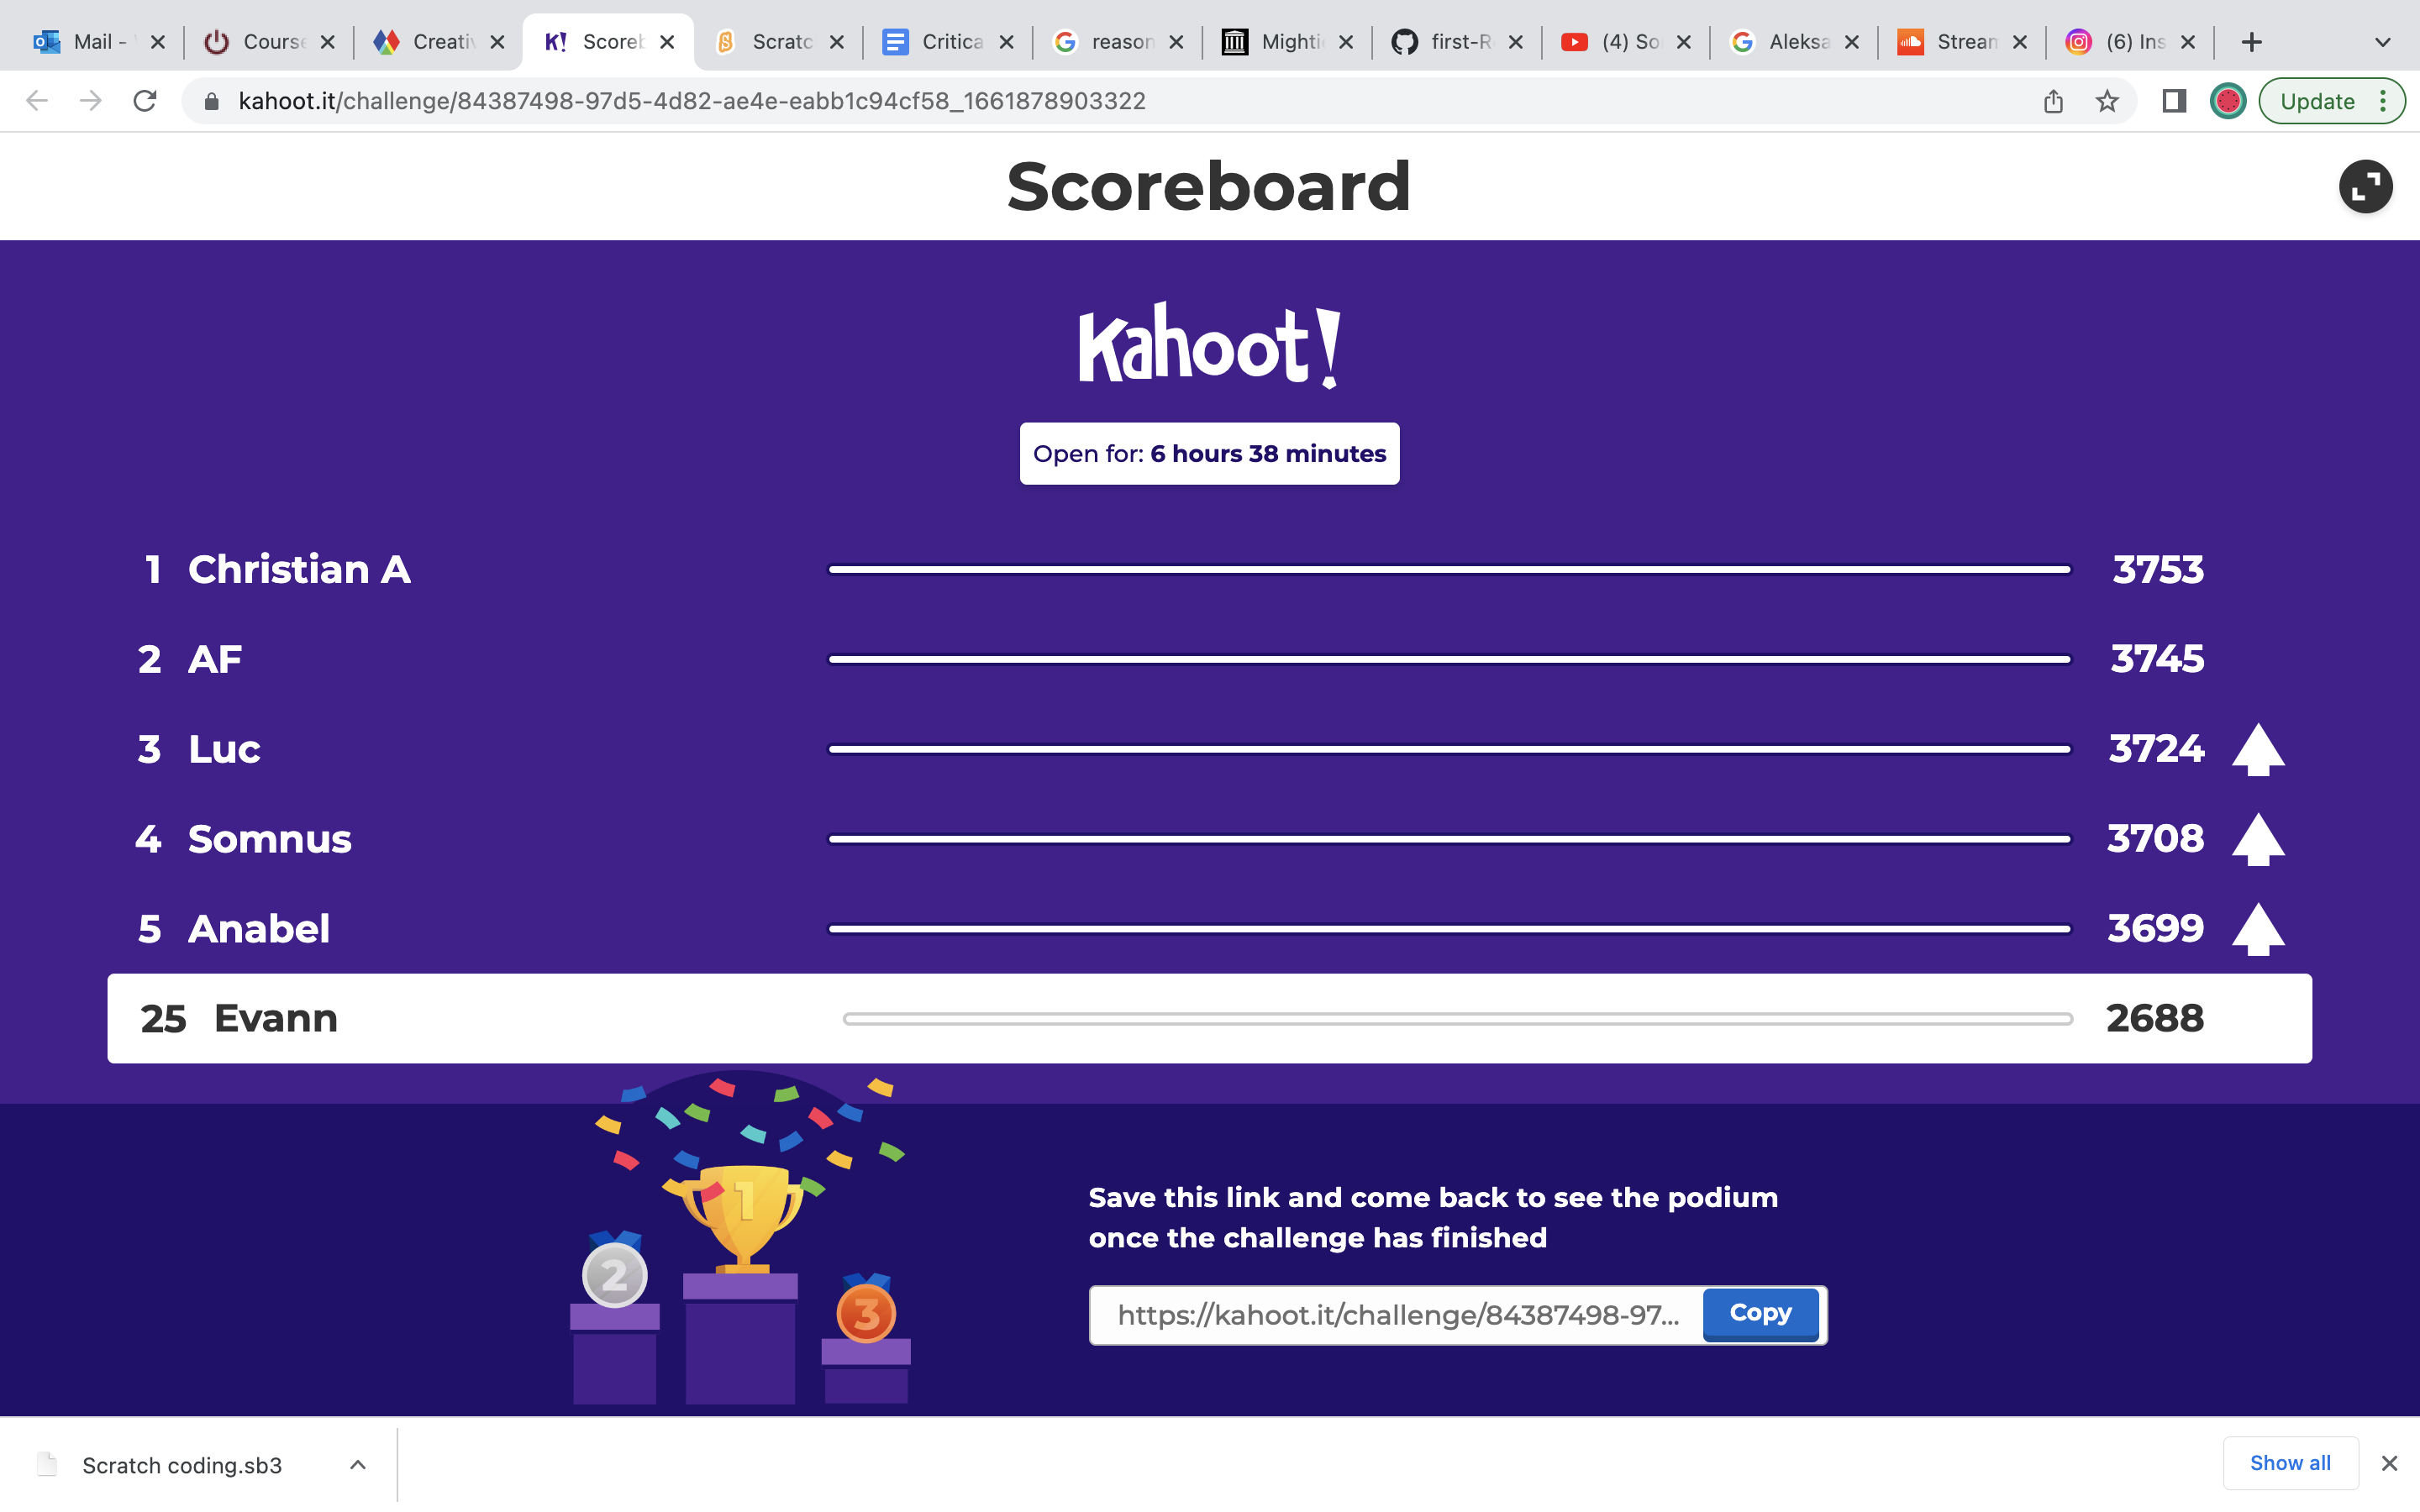 Mail - Course Creativ Scoreb Scratc Critica reason Mighti first-R (4) So Aleksa Stream (6) Ins
kahoot.it/challenge/84387498-97d5-4d82-ae4e-eabb1c94cf58_1661878903322 Update
Scoreboard
Kahoot!
Open for: 6 hours 38 minutes
1 Christian A 3753
2 AF 3745
3 Luc 3724
4 Somnus 3708
5 Anabel 3699
25 Evann 2688
1
2
3
Save this link and come back to see the podium
once the challenge has finished
https://kahoot.it/challenge/84387498-97... Copy
Scratch coding.sb3 Show all